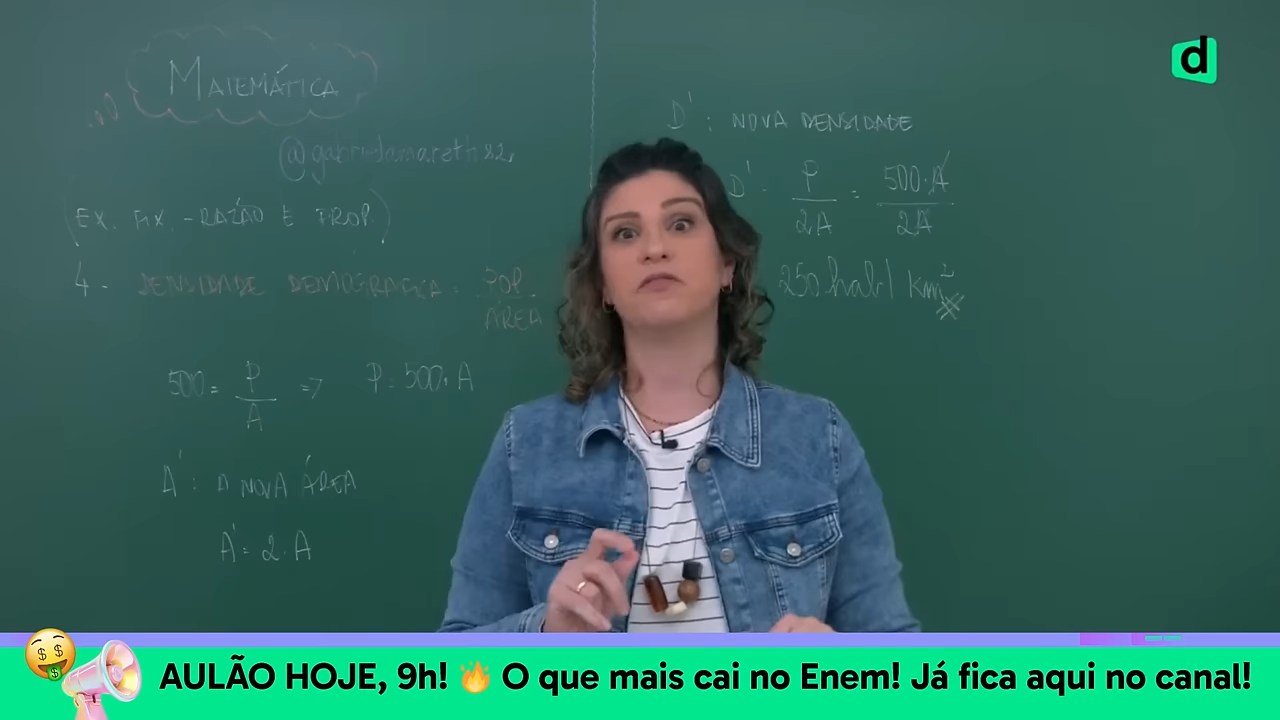 MATEMÁTICA
(EX. FIX. - RAZÃO E PROP.)
4 - DENSIDADE DEMOGRÁFICA: POP
ÁREA
500 = P => P = 500 . A
A
A' : A NOVA ÁREA
A' = 2 . A
D' : NOVA DENSIDADE
D' = P = 500 . A
2A 2A
250 hab/km²
d
AULÃO HOJE, 9h! 🔥 O que mais cai no Enem! Já fica aqui no canal!